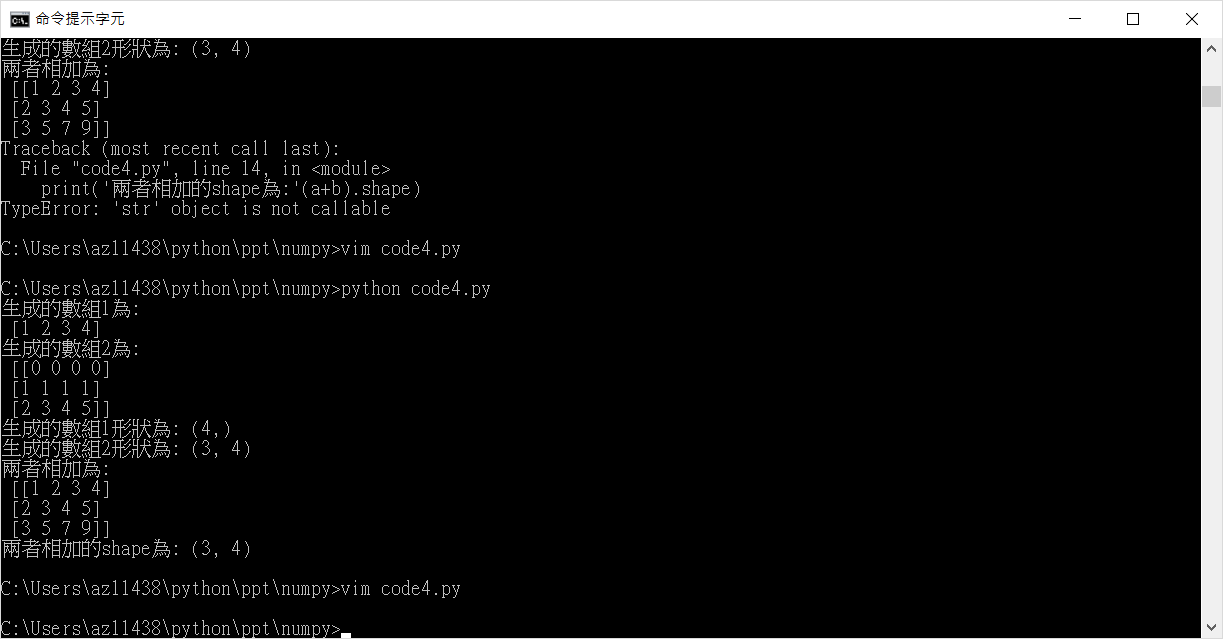 命令提示字元
生成的數組2形狀為: (3, 4)
兩者相加為:
 [[1 2 3 4]
 [2 3 4 5]
 [3 5 7 9]]
Traceback (most recent call last):
  File "code4.py", line 14, in <module>
    print('兩者相加的shape為:'(a+b).shape)
TypeError: 'str' object is not callable
C:\Users\az11438\python\ppt\numpy>vim code4.py
C:\Users\az11438\python\ppt\numpy>python code4.py
生成的數組1為:
 [1 2 3 4]
生成的數組2為:
 [[0 0 0 0]
 [1 1 1 1]
 [2 3 4 5]]
生成的數組1形狀為: (4,)
生成的數組2形狀為: (3, 4)
兩者相加為:
 [[1 2 3 4]
 [2 3 4 5]
 [3 5 7 9]]
兩者相加的shape為: (3, 4)
C:\Users\az11438\python\ppt\numpy>vim code4.py
C:\Users\az11438\python\ppt\numpy>